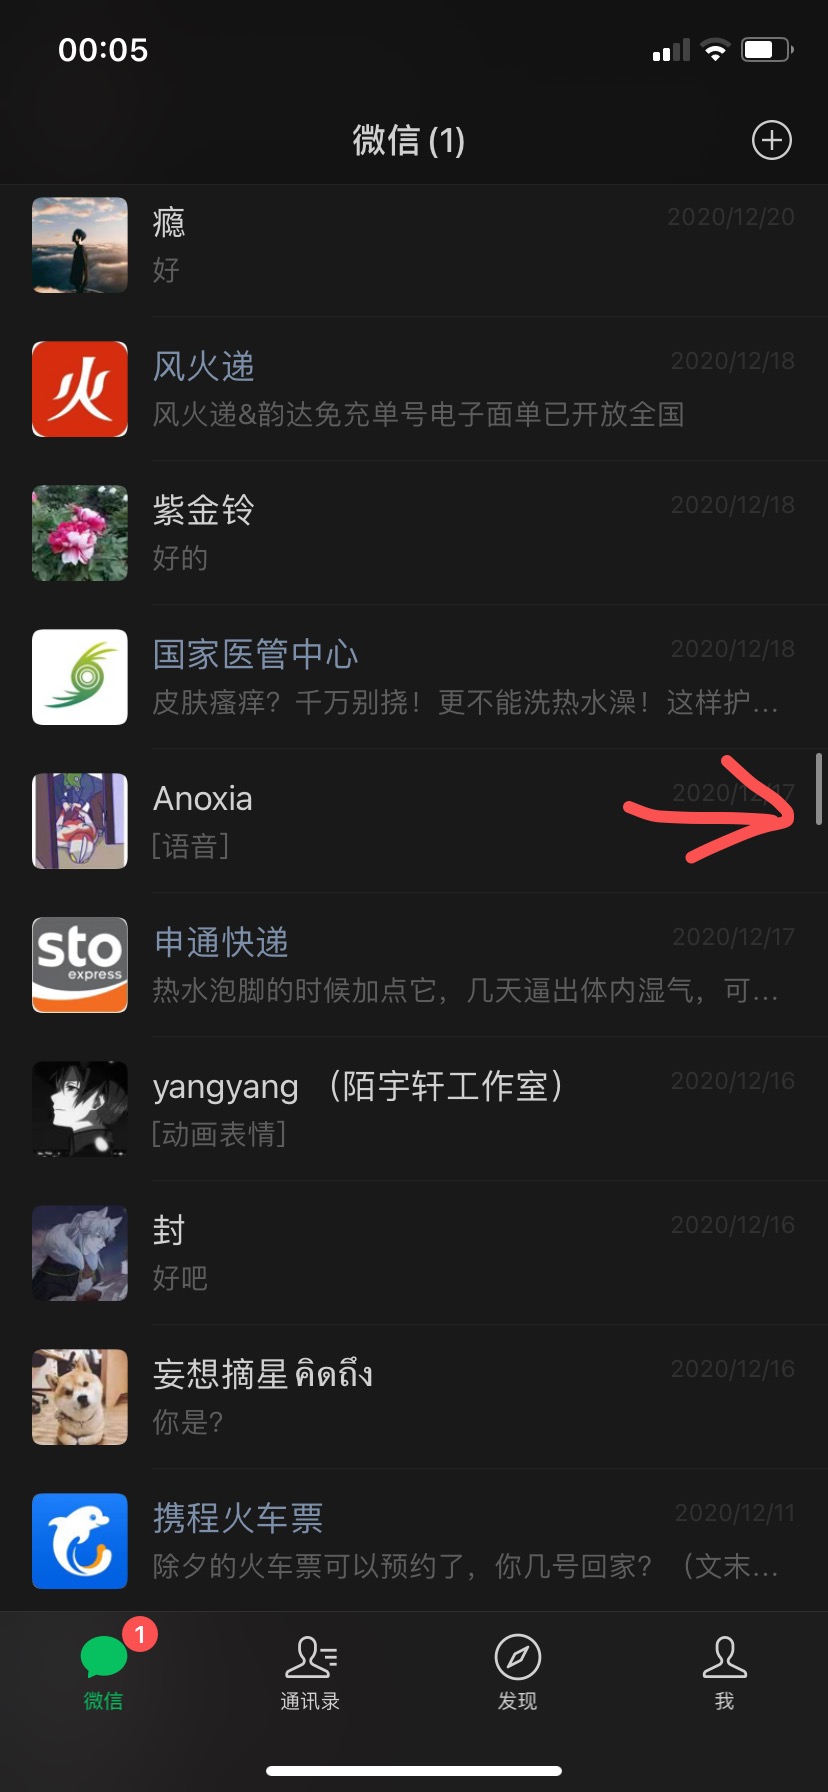 00:05
微信(1)
瘾
2020/12/20
好
火
风火递
2020/12/18
风火递&韵达免充单号电子面单已开放全国
紫金铃
2020/12/18
好的
国家医管中心
2020/12/18
皮肤瘙痒？千万别挠！更不能洗热水澡！这样护...
Anoxia
2020/12/17
[语音]
sto
express
申通快递
2020/12/17
热水泡脚的时候加点它，几天逼出体内湿气，可...
yangyang （陌宇轩工作室）
2020/12/16
[动画表情]
封
2020/12/16
好吧
妄想摘星คิดถึง
2020/12/16
你是?
携程火车票
2020/12/11
除夕的火车票可以预约了，你几号回家？（文末...
1
微信
通讯录
发现
我